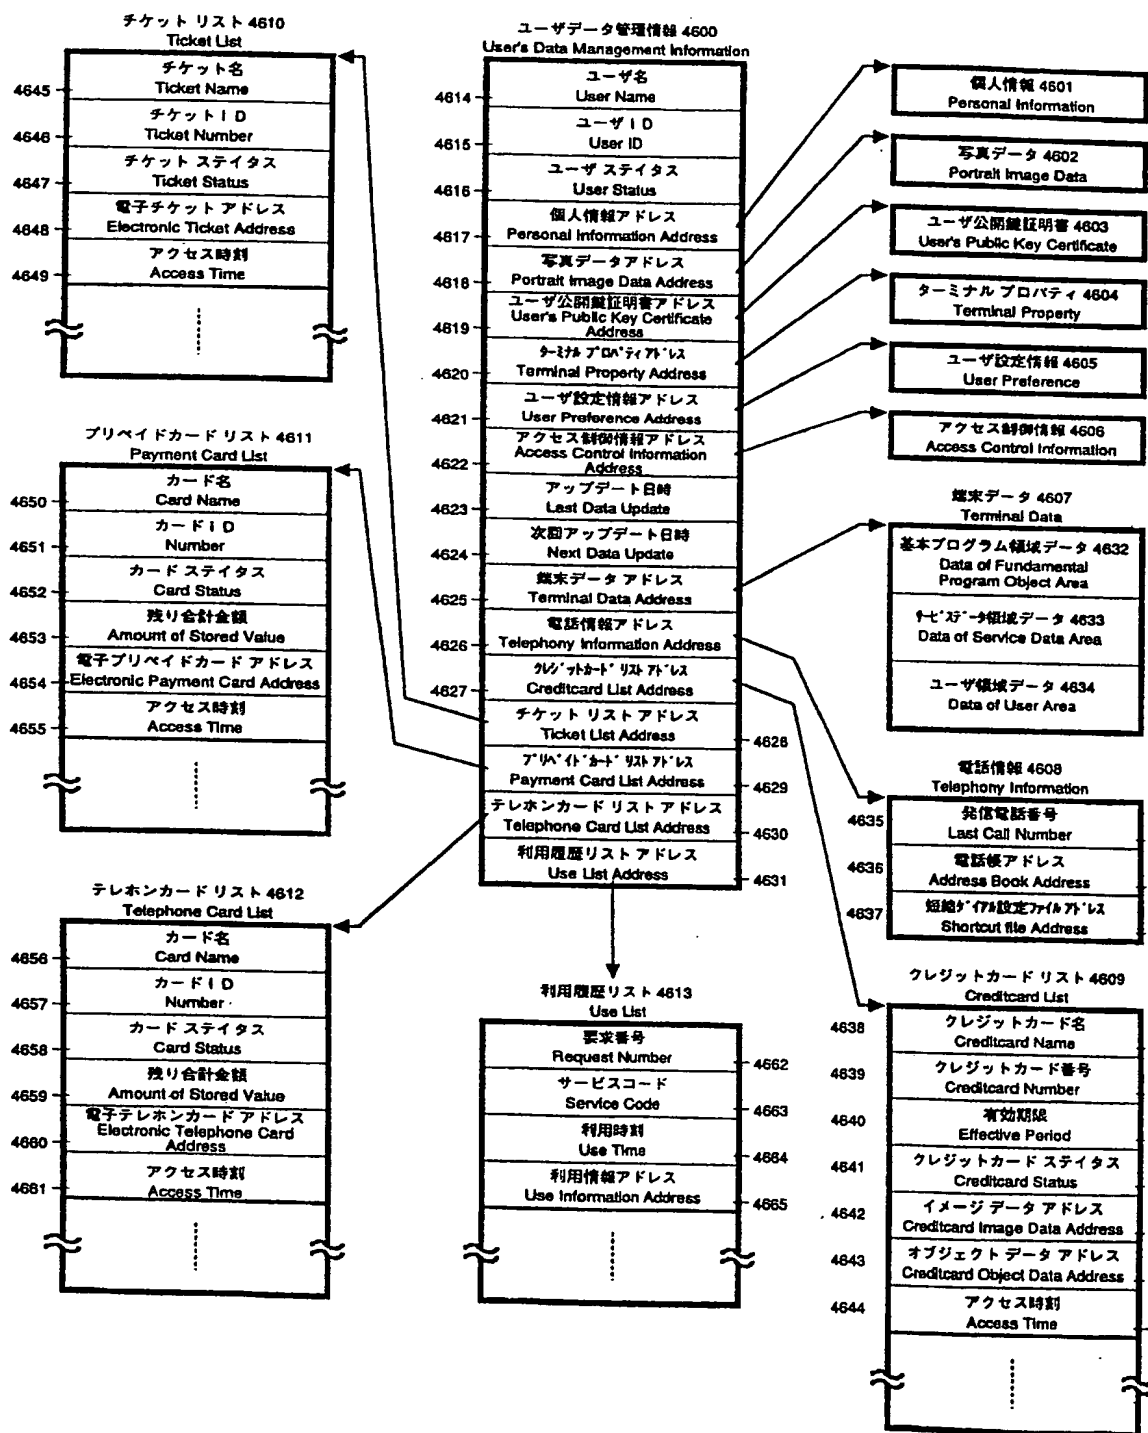 チケット リスト 4610
Ticket List
チケット名
Ticket Name
4645
チケットID
Ticket Number
4646
チケット ステイタス
Ticket Status
4647
電子チケット アドレス
Electronic Ticket Address
4648
アクセス時刻
Access Time
4649
プリペイドカード リスト 4611
Payment Card List
カード名
Card Name
4650
カードID
Number
4651
カード ステイタス
Card Status
4652
残り合計金額
Amount of Stored Value
4653
電子プリペイドカード アドレス
Electronic Payment Card Address
4654
アクセス時刻
Access Time
4655
テレホンカード リスト 4612
Telephone Card List
カード名
Card Name
4656
カードID
Number
4657
カード ステイタス
Card Status
4658
残り合計金額
Amount of Stored Value
4659
電子テレホンカード アドレス
Electronic Telephone Card
Address
4660
アクセス時刻
Access Time
4661
ユーザデータ管理情報 4600
User's Data Management Information
ユーザ名
User Name
4614
ユーザID
User ID
4615
ユーザ ステイタス
User Status
4616
個人情報アドレス
Personal Information Address
4617
写真データアドレス
Portrait Image Data Address
4618
ユーザ公開鍵証明書アドレス
User's Public Key Certificate
Address
4619
ターミナル プロパティアドレス
Terminal Property Address
4620
ユーザ設定情報アドレス
User Preference Address
4621
アクセス制御情報アドレス
Access Control Information
Address
4622
アップデート日時
Last Data Update
4623
次回アップデート日時
Next Data Update
4624
端末データ アドレス
Terminal Data Address
4625
電話情報アドレス
Telephony Information Address
4626
クレジットカード リスト アドレス
Creditcard List Address
4627
チケット リスト アドレス
Ticket List Address
4628
プリペイドカード リスト アドレス
Payment Card List Address
4629
テレホンカード リスト アドレス
Telephone Card List Address
4630
利用履歴リスト アドレス
Use List Address
4631
利用履歴リスト 4613
Use List
要求番号
Request Number
4662
サービスコード
Service Code
4663
利用時刻
Use Time
4664
利用情報アドレス
Use Information Address
4665
個人情報 4601
Personal Information
写真データ 4602
Portrait Image Data
ユーザ公開鍵証明書 4603
User's Public Key Certificate
ターミナル プロパティ 4604
Terminal Property
ユーザ設定情報 4605
User Preference
アクセス制御情報 4606
Access Control Information
端末データ 4607
Terminal Data
基本プログラム領域データ 4632
Data of Fundamental
Program Object Area
サービスデータ領域データ 4633
Data of Service Data Area
ユーザ領域データ 4634
Data of User Area
電話情報 4608
Telephony Information
4635
発信電話番号
Last Call Number
4636
電話帳アドレス
Address Book Address
4637
短縮ダイアル設定ファイル アドレス
Shortcut file Address
クレジットカード リスト 4609
Creditcard List
4638
クレジットカード名
Creditcard Name
4639
クレジットカード番号
Creditcard Number
4640
有効期限
Effective Period
4641
クレジットカード ステイタス
Creditcard Status
4642
イメージ データ アドレス
Creditcard Image Data Address
4643
オブジェクト データ アドレス
Creditcard Object Data Address
4644
アクセス時刻
Access Time